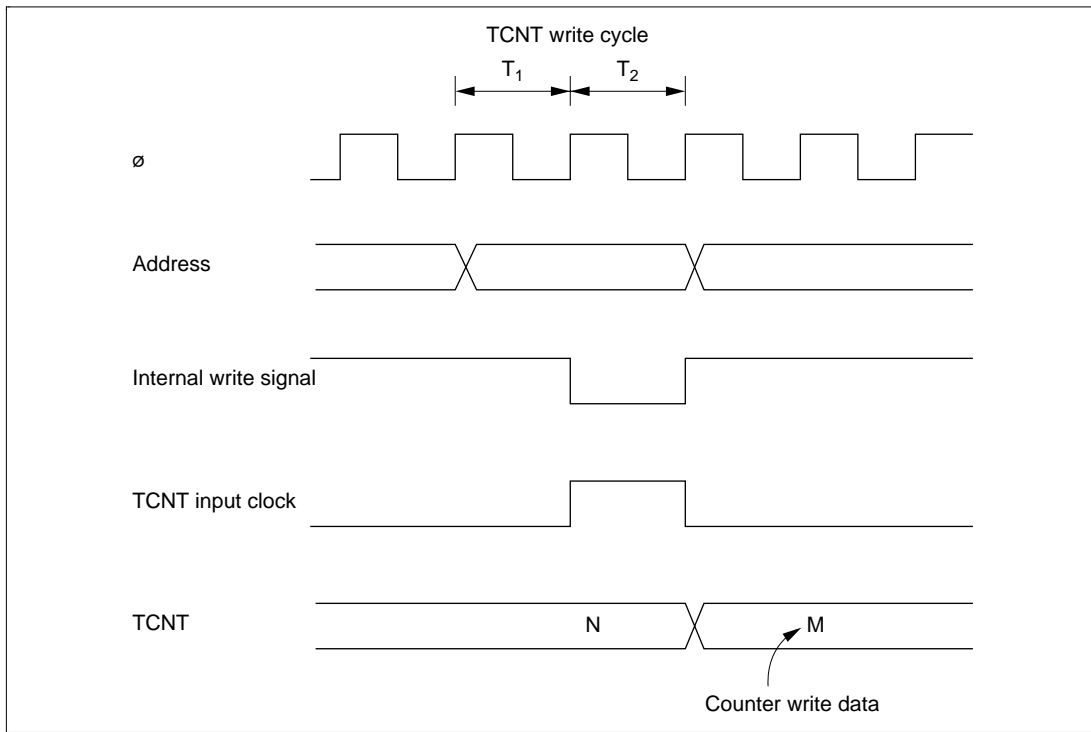 TCNT write cycle
T1 T2
ø
Address
Internal write signal
TCNT input clock
TCNT N M
Counter write data